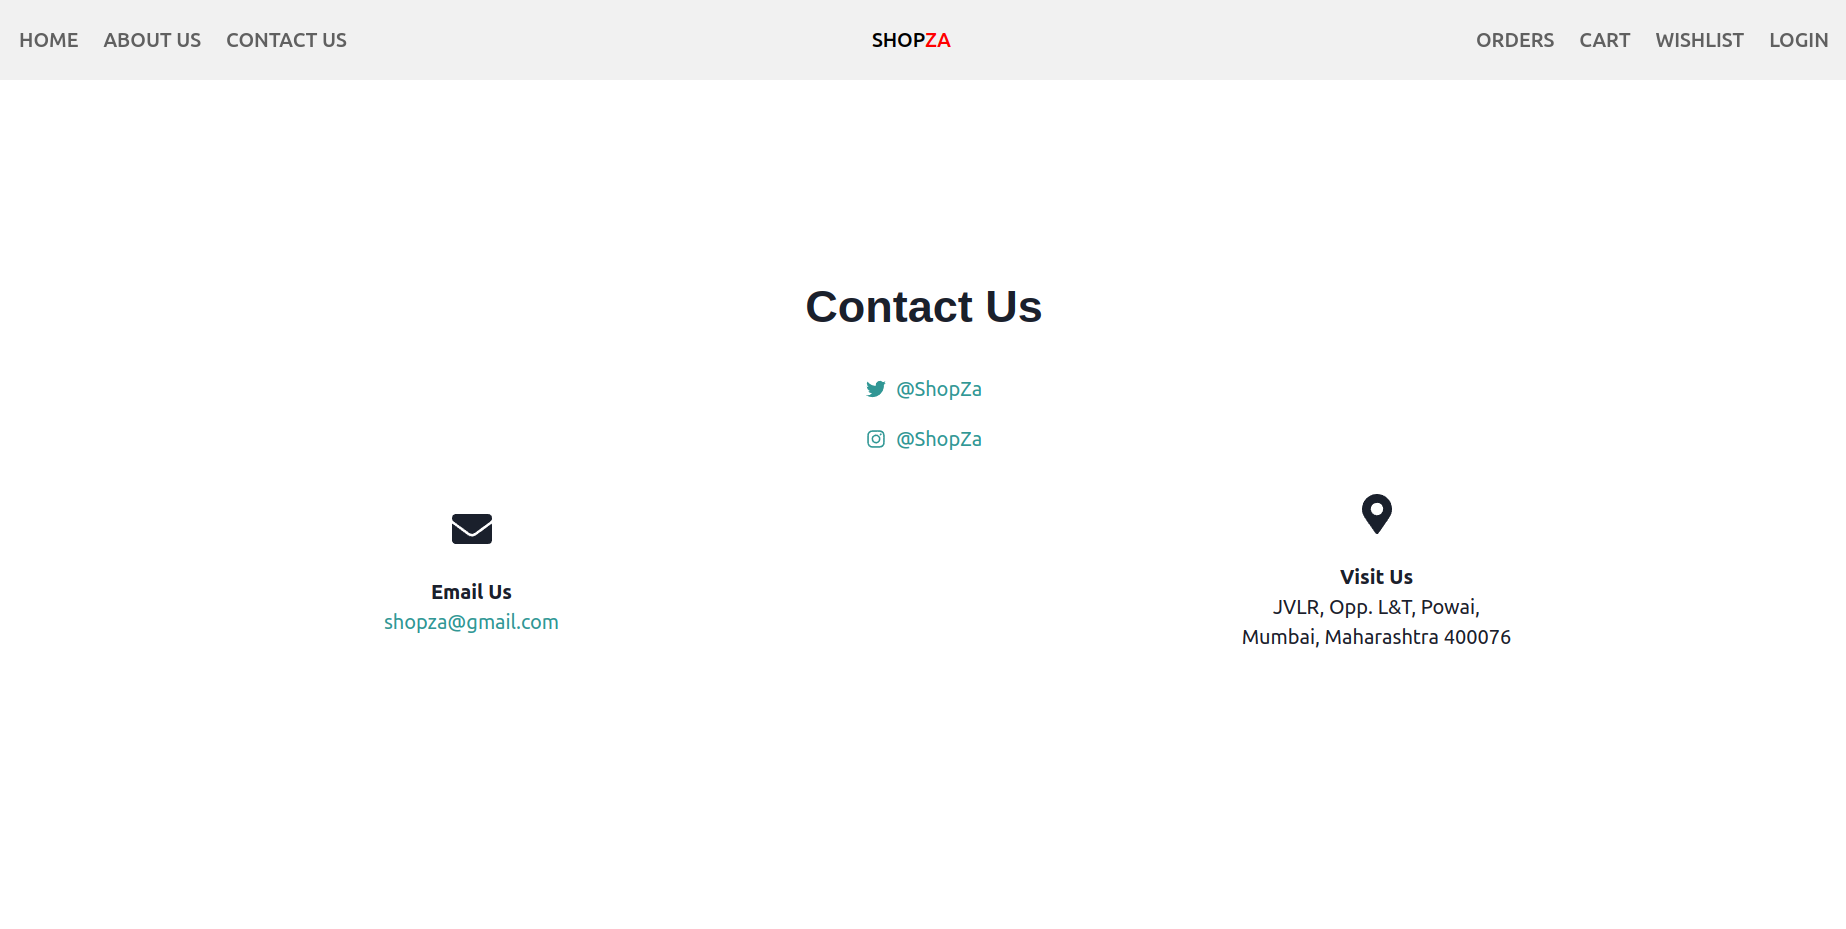 HOME ABOUT US CONTACT US SHOPZA ORDERS CART WISHLIST LOGIN
Contact Us
@ShopZa
@ShopZa
Email Us
shopza@gmail.com
Visit Us
JVLR, Opp. L&T, Powai,
Mumbai, Maharashtra 400076